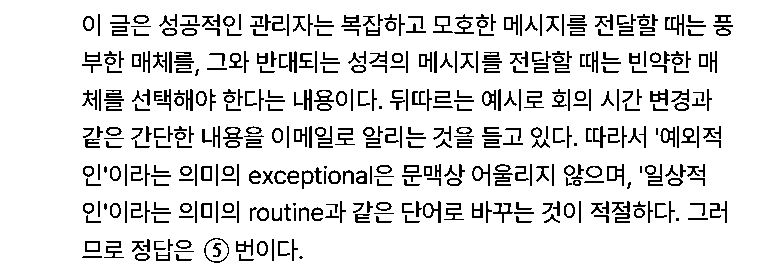 이 글은 성공적인 관리자는 복잡하고 모호한 메시지를 전달할 때는 풍
부한 매체를, 그와 반대되는 성격의 메시지를 전달할 때는 빈약한 매
체를 선택해야 한다는 내용이다. 뒤따르는 예시로 회의 시간 변경과
같은 간단한 내용을 이메일로 알리는 것을 들고 있다. 따라서 '예외적
인'이라는 의미의 exceptional은 문맥상 어울리지 않으며, '일상적
인'이라는 의미의 routine과 같은 단어로 바꾸는 것이 적절하다. 그러
므로 정답은 ⑤번이다.